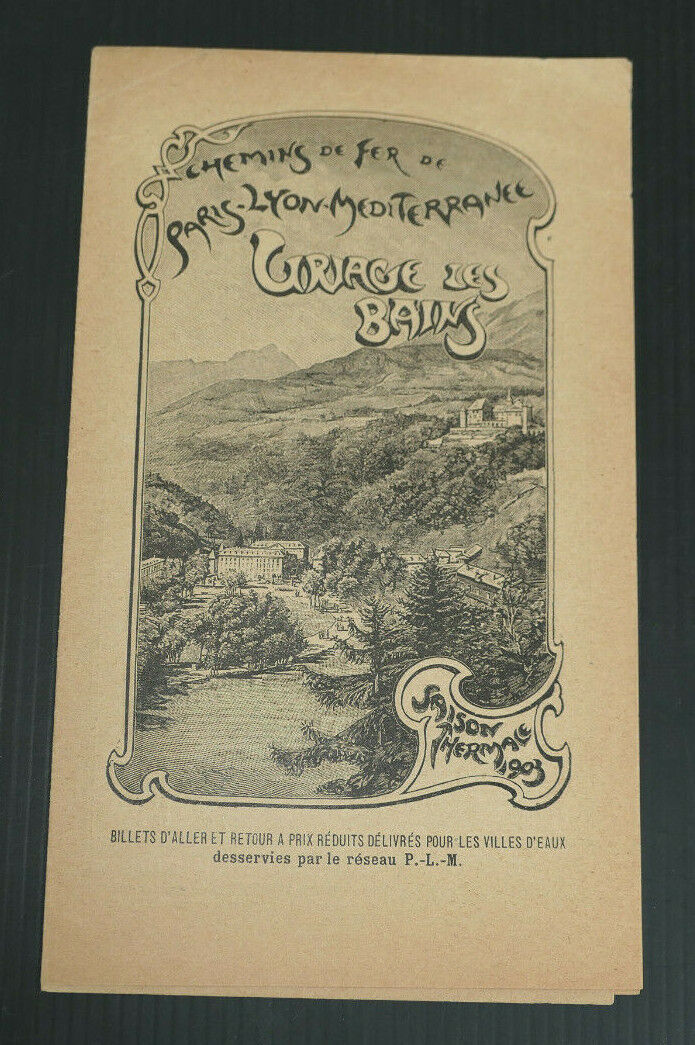 CHEMINS DE FER DE
PARIS-LYON-MEDITERRANEE
URIAGE LES
BAINS
SAISON
THERMALE
1903
BILLETS D'ALLER ET RETOUR A PRIX RÉDUITS DÉLIVRÉS POUR LES VILLES D'EAUX
desservies par le réseau P.-L.-M.